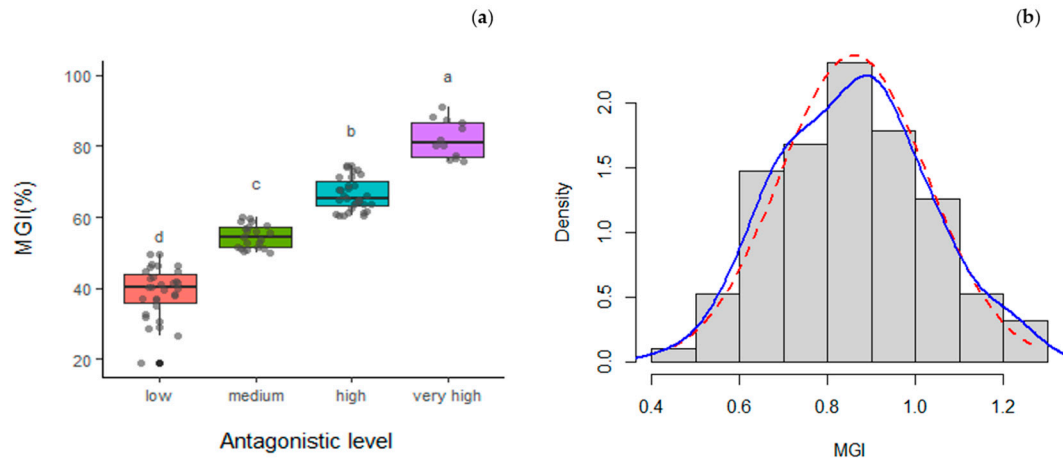 (a)
MGI(%)
100
80
60
40
20
d
c
b
a
low medium high very high
Antagonistic level
(b)
Density
2.0
1.5
1.0
0.5
0.0
0.4 0.6 0.8 1.0 1.2
MGI